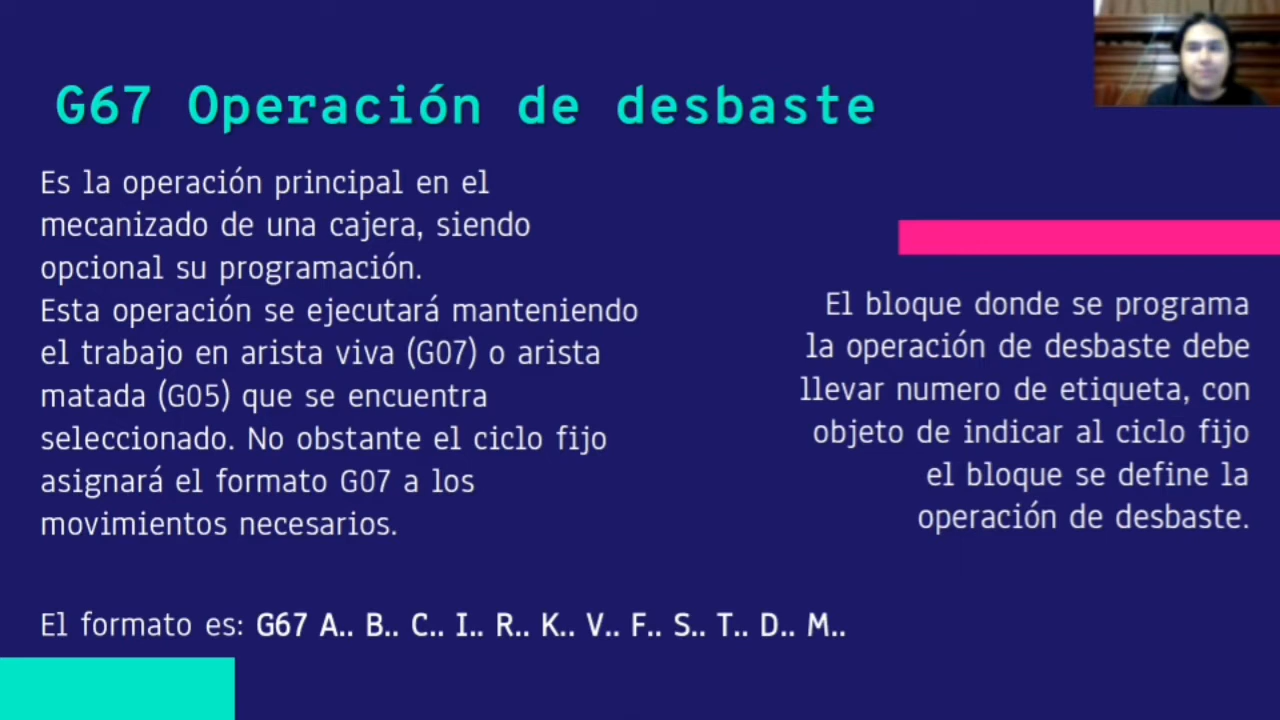 G67 Operación de desbaste
Es la operación principal en el
mecanizado de una cajera, siendo
opcional su programación.
Esta operación se ejecutará manteniendo
el trabajo en arista viva (G07) o arista
matada (G05) que se encuentra
seleccionado. No obstante el ciclo fijo
asignará el formato G07 a los
movimientos necesarios.
El bloque donde se programa
la operación de desbaste debe
llevar numero de etiqueta, con
objeto de indicar al ciclo fijo
el bloque se define la
operación de desbaste.
El formato es: G67 A.. B.. C.. I.. R.. K.. V.. F.. S.. T.. D.. M..